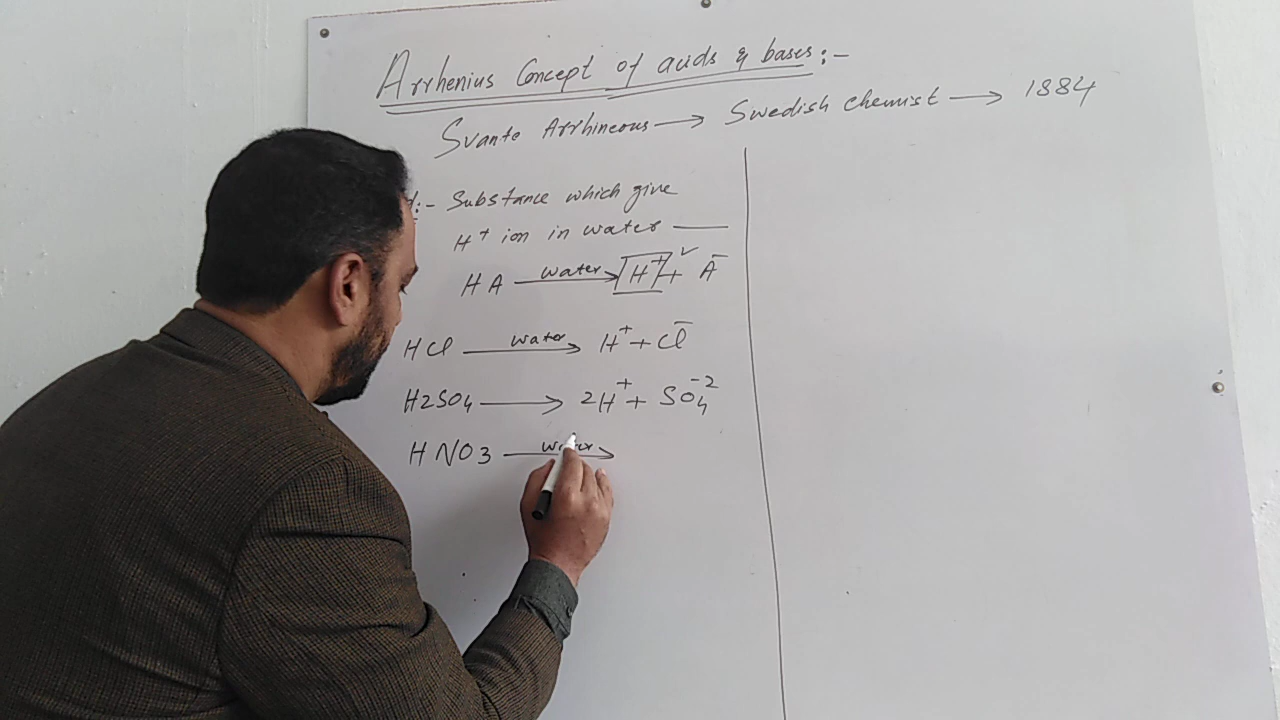 Arrhenius Concept of acids & bases:-
Svante Arrhineous → Swedish chemist → 1884
d:- Substance which give
H⁺ ion in water —
HA water→ H⁺ + A⁻
HCl water→ H⁺ + Cl⁻
H2SO4 → 2H⁺ + SO4⁻²
HNO3 water→